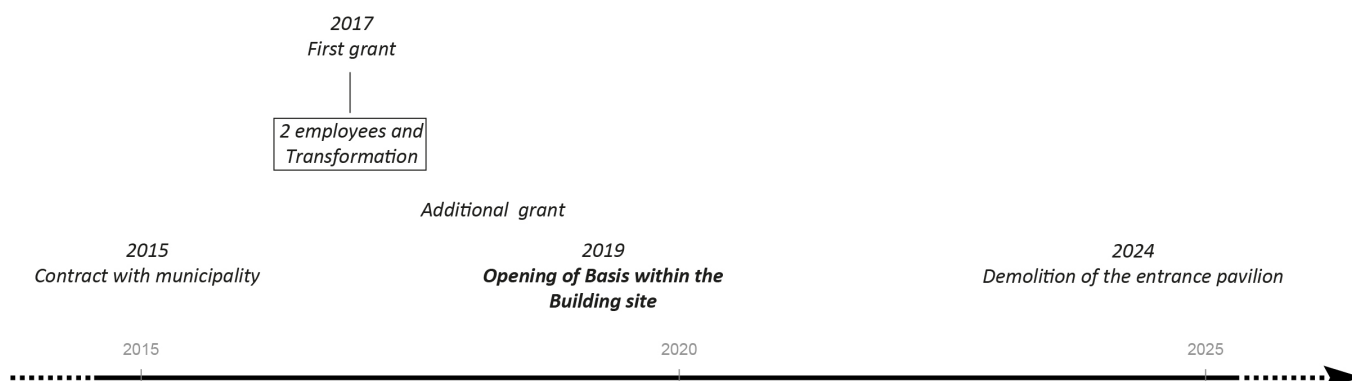 2017
First grant
2 employees and
Transformation
Additional grant
2015
Contract with municipality
2019
Opening of Basis within the
Building site
2024
Demolition of the entrance pavilion
2015
2020
2025